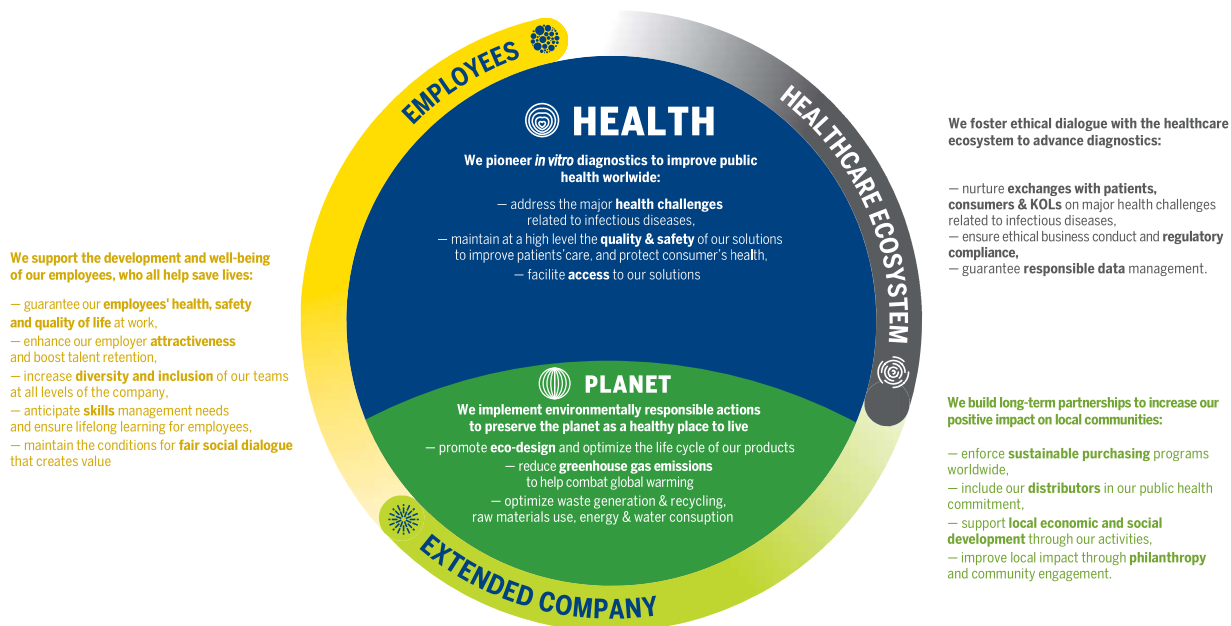 EMPLOYEES
HEALTHCARE ECOSYSTEM
EXTENDED COMPANY
HEALTH
We pioneer in vitro diagnostics to improve public
health worlwide:
— address the major health challenges
related to infectious diseases,
— maintain at a high level the quality & safety of our solutions
to improve patients'care, and protect consumer's health,
— facilite access to our solutions
PLANET
We implement environmentally responsible actions
to preserve the planet as a healthy place to live
— promote eco-design and optimize the life cycle of our products
— reduce greenhouse gas emissions
to help combat global warming
— optimize waste generation & recycling,
raw materials use, energy & water consuption
We support the development and well-being
of our employees, who all help save lives:
— guarantee our employees' health, safety
and quality of life at work,
— enhance our employer attractiveness
and boost talent retention,
— increase diversity and inclusion of our teams
at all levels of the company,
— anticipate skills management needs
and ensure lifelong learning for employees,
— maintain the conditions for fair social dialogue
that creates value
We foster ethical dialogue with the healthcare
ecosystem to advance diagnostics:
— nurture exchanges with patients,
consumers & KOLs on major health challenges
related to infectious diseases,
— ensure ethical business conduct and regulatory
compliance,
— guarantee responsible data management.
We build long-term partnerships to increase our
positive impact on local communities:
— enforce sustainable purchasing programs
worldwide,
— include our distributors in our public health
commitment,
— support local economic and social
development through our activities,
— improve local impact through philanthropy
and community engagement.